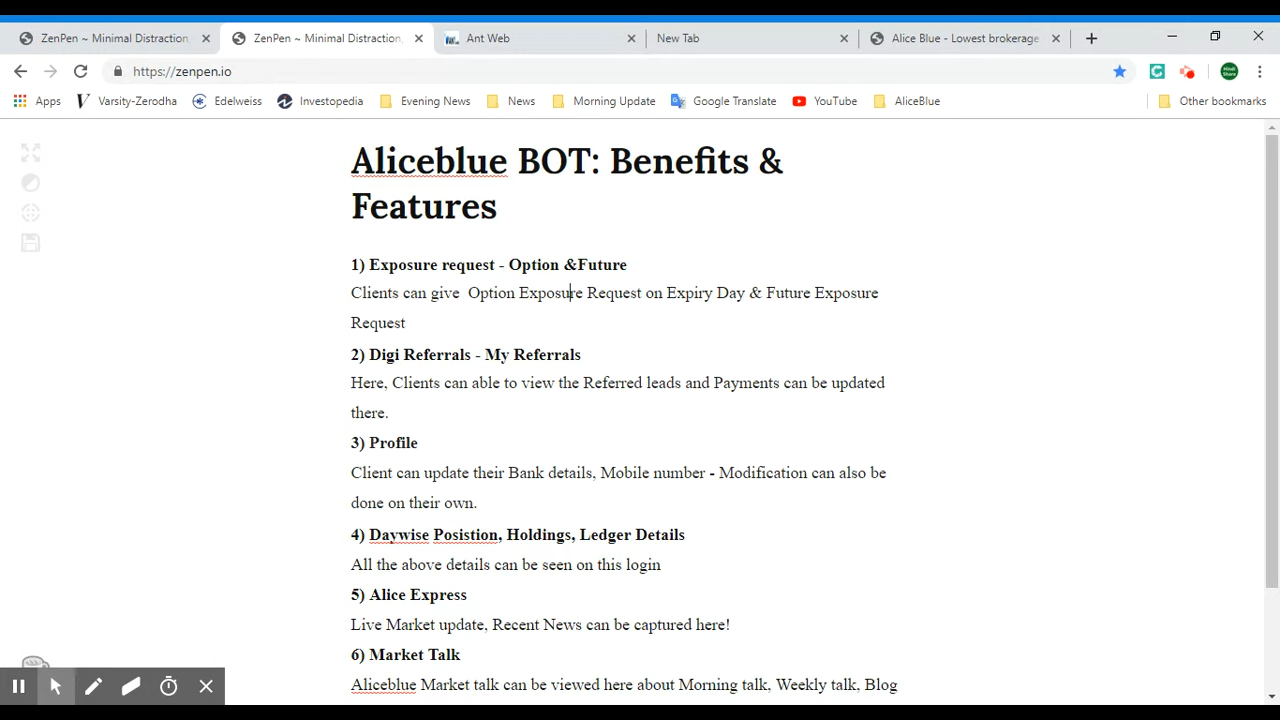 ZenPen ~ Minimal Distraction,
ZenPen ~ Minimal Distraction,
Ant Web
New Tab
Alice Blue - Lowest brokerage
https://zenpen.io
Apps
Varsity-Zerodha
Edelweiss
Investopedia
Evening News
News
Morning Update
Google Translate
YouTube
AliceBlue
Other bookmarks
Aliceblue BOT: Benefits &
Features
1) Exposure request - Option &Future
Clients can give  Option Exposure Request on Expiry Day & Future Exposure
Request
2) Digi Referrals - My Referrals
Here, Clients can able to view the Referred leads and Payments can be updated
there.
3) Profile
Client can update their Bank details, Mobile number - Modification can also be
done on their own.
4) Daywise Posistion, Holdings, Ledger Details
All the above details can be seen on this login
5) Alice Express
Live Market update, Recent News can be captured here!
6) Market Talk
Aliceblue Market talk can be viewed here about Morning talk, Weekly talk, Blog